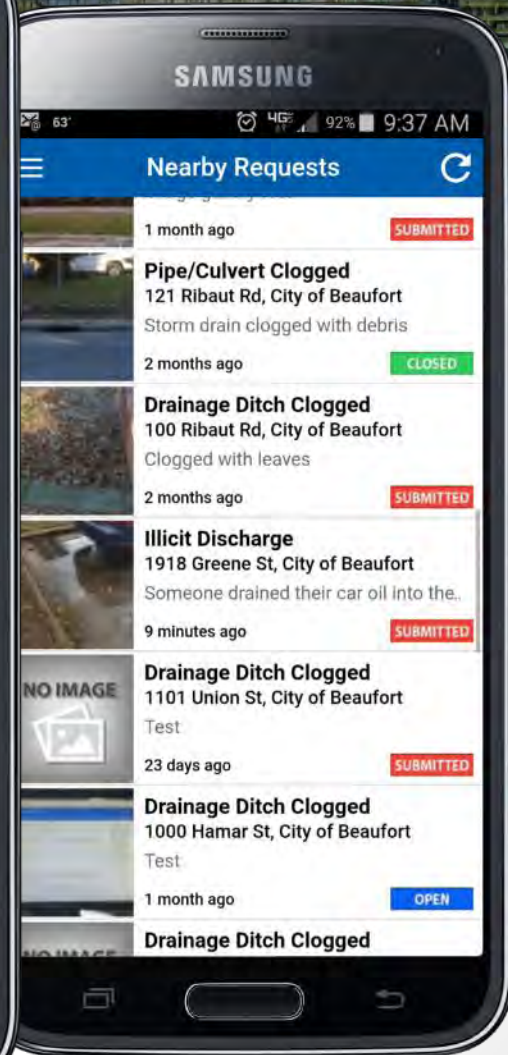 SAMSUNG
63° 4G 92% 9:37 AM
Nearby Requests
1 month ago SUBMITTED
Pipe/Culvert Clogged
121 Ribaut Rd, City of Beaufort
Storm drain clogged with debris
2 months ago CLOSED
Drainage Ditch Clogged
100 Ribaut Rd, City of Beaufort
Clogged with leaves
2 months ago SUBMITTED
Illicit Discharge
1918 Greene St, City of Beaufort
Someone drained their car oil into the..
9 minutes ago SUBMITTED
NO IMAGE
Drainage Ditch Clogged
1101 Union St, City of Beaufort
Test
23 days ago SUBMITTED
Drainage Ditch Clogged
1000 Hamar St, City of Beaufort
Test
1 month ago OPEN
Drainage Ditch Clogged
NO IMAGE